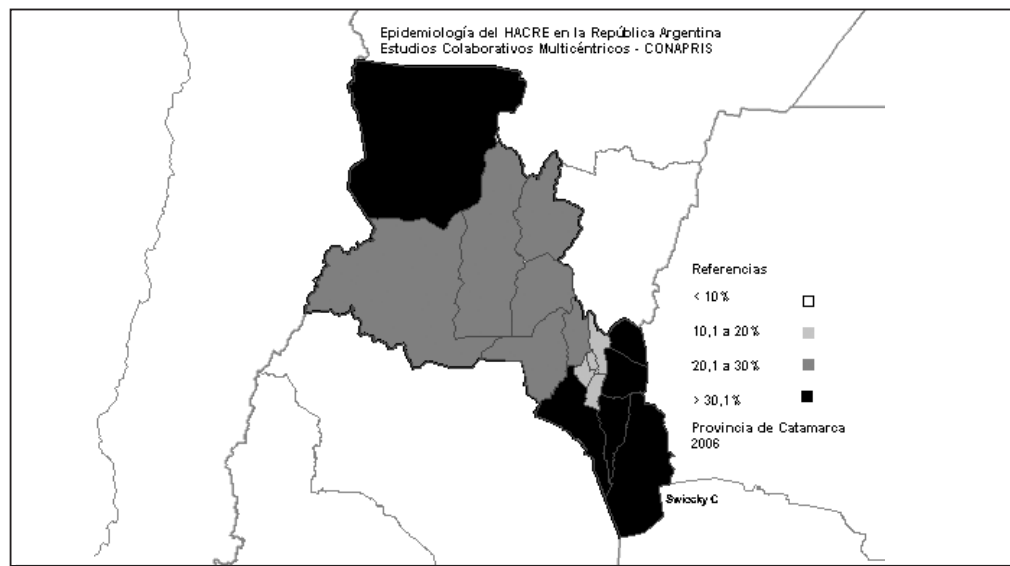 Epidemiología del HACRE en la República Argentina
Estudios Colaborativos Multicéntricos - CONAPRIS
Referencias
< 10%
10,1 a 20%
20,1 a 30%
> 30,1%
Provincia de Catamarca
2006
Swiecky C